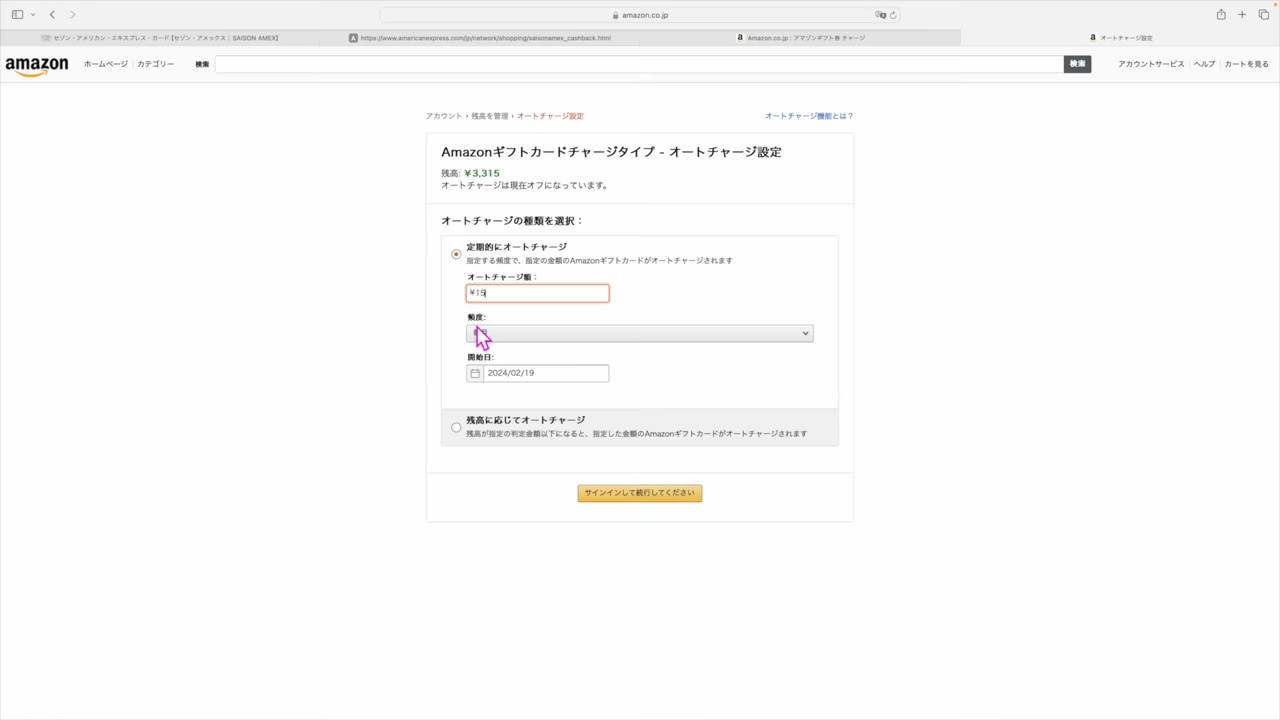 amazon.co.jp
セゾン・アメリカン・エキスプレス・カード【セゾン・アメックス】| SAISON AMEX】
https://www.americanexpress.com/jp/network/shopping/saisonamex_cashback.html
Amazon.co.jp : アマゾンギフト券 チャージ
オートチャージ設定
amazon
ホームページ
カテゴリー
検索
検索
アカウントサービス
ヘルプ
カートを見る
アカウント › 残高を管理 › オートチャージ設定
オートチャージ機能とは？
Amazonギフトカードチャージタイプ - オートチャージ設定
残高: ￥3,315
オートチャージは現在オフになっています。
オートチャージの種類を選択：
定期的にオートチャージ
指定する頻度で、指定の金額のAmazonギフトカードがオートチャージされます
オートチャージ額：
￥15
頻度:
開始日:
2024/02/19
残高に応じてオートチャージ
残高が指定の判定金額以下になると、指定した金額のAmazonギフトカードがオートチャージされます
サインインして続行してください